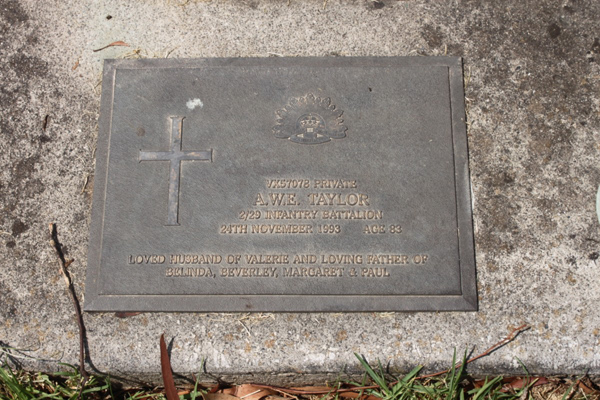 VX57078 PRIVATE
A.W.E. TAYLOR
2/29 INFANTRY BATTALION
24TH NOVEMBER 1993 AGE 83
LOVED HUSBAND OF VALERIE AND LOVING FATHER OF
BELINDA, BEVERLEY, MARGARET & PAUL